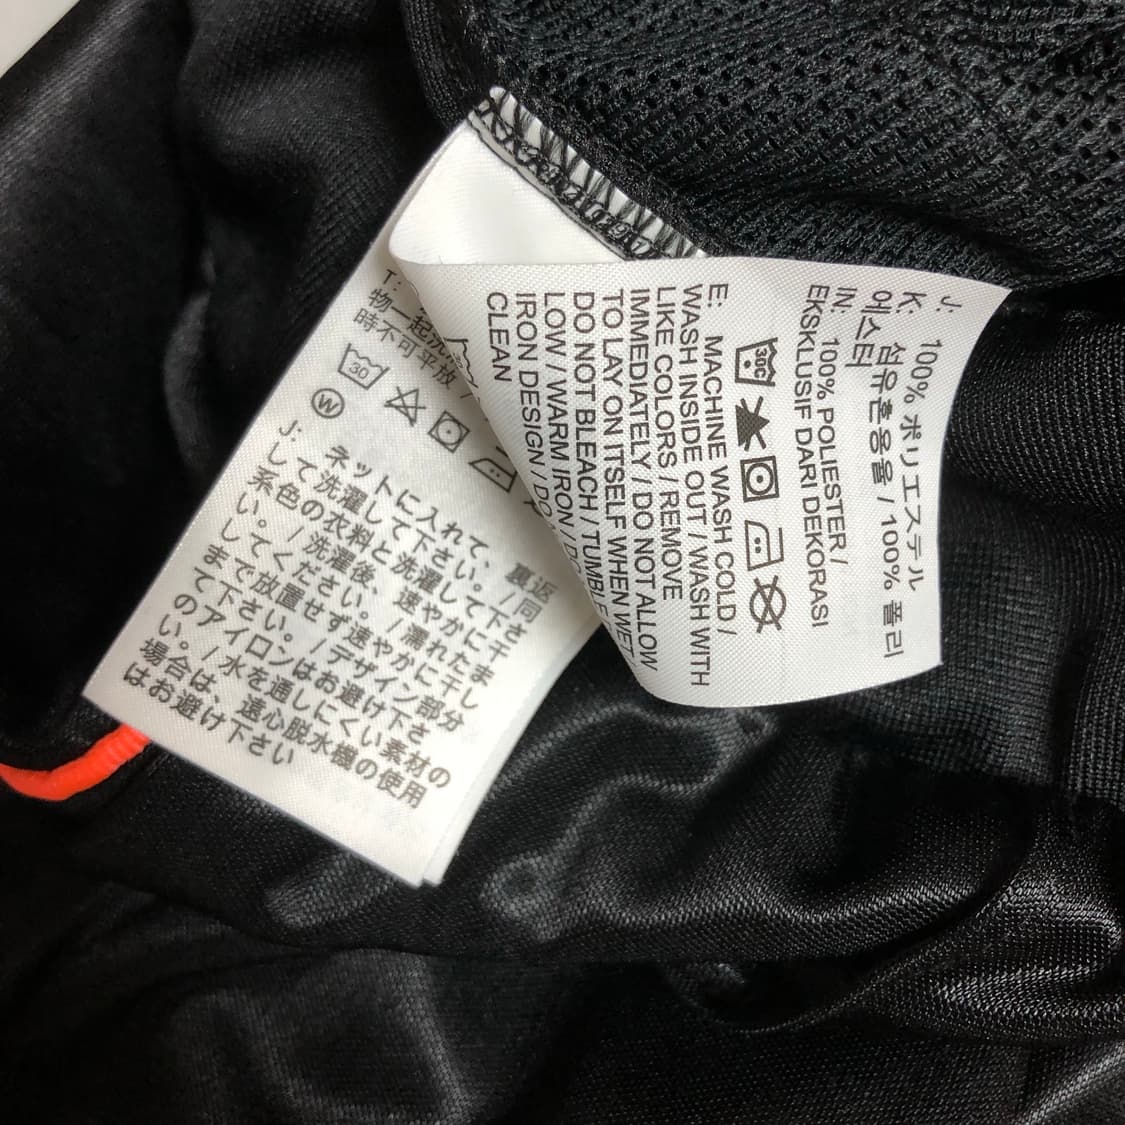 J: 100% ポリエステル
K: 섬유혼용율 / 100% 폴리
에스터
IN: 100% POLIESTER /
EKSKLUSIF DARI DEKORASI
30C
E: MACHINE WASH COLD /
WASH INSIDE OUT / WASH WITH
LIKE COLORS / REMOVE
IMMEDIATELY / DO NOT ALLOW
TO LAY ON ITSELF WHEN WET /
DO NOT BLEACH / TUMBLE
LOW / WARM IRON / DO
IRON DESIGN / DO
CLEAN
T:
物一起洗
時不可平放
30
W
J: ネットに入れて、裏返
して洗濯して下さい。/ 同
系色の衣料と洗濯して下さ
い。/ 洗濯後、速やかに干
してください。/ 濡れたま
まで放置せず速やかに干し
て下さい。/ デザイン部分
のアイロンはお避け下さ
い。/ 水を通しにくい素材の
場合は、遠心脱水機の使用
はお避け下さい